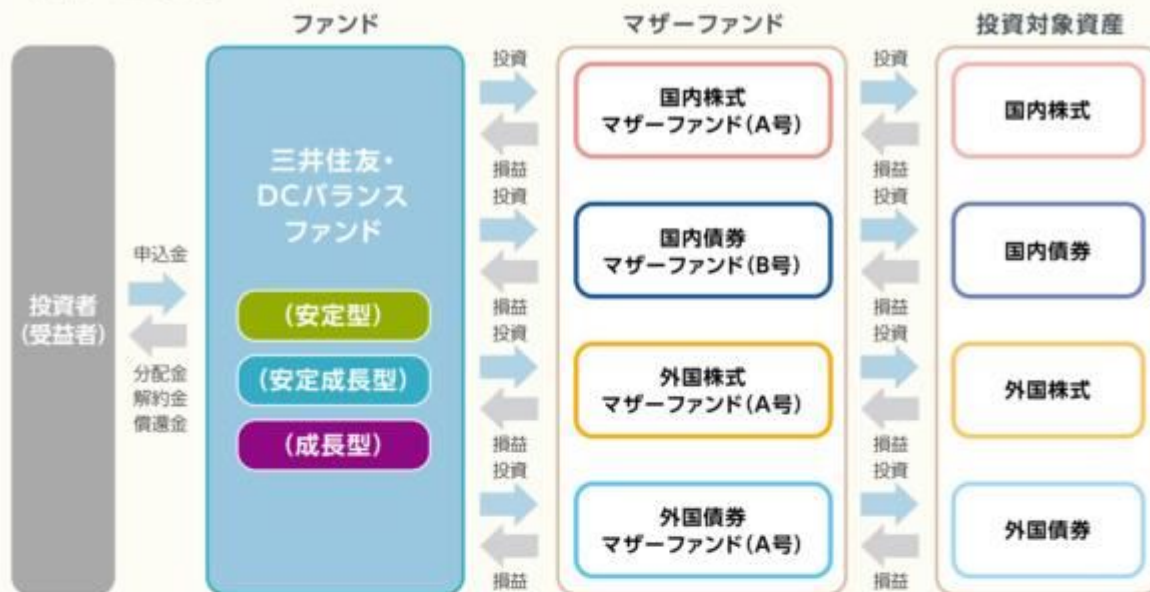 ファンド
マザーファンド
投資対象資産
投資者
(受益者)
申込金
分配金
解約金
償還金
三井住友・
DCバランス
ファンド
(安定型)
(安定成長型)
(成長型)
投資
損益
投資
損益
投資
損益
投資
損益
国内株式
マザーファンド(A号)
国内債券
マザーファンド(B号)
外国株式
マザーファンド(A号)
外国債券
マザーファンド(A号)
投資
損益
投資
損益
投資
損益
投資
損益
国内株式
国内債券
外国株式
外国債券